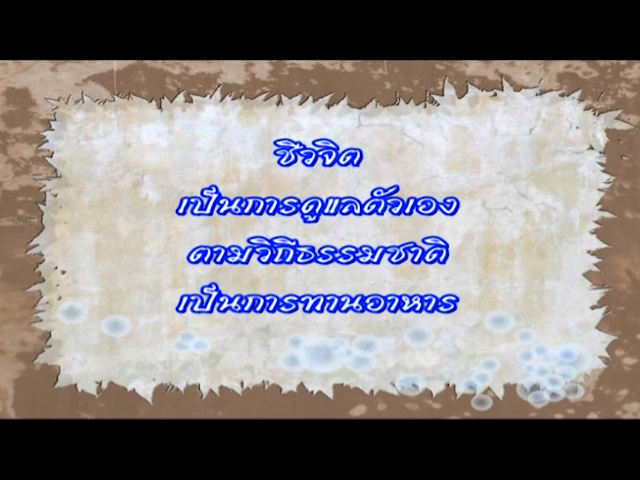 ชีวจิต
เป็นการดูแลตัวเอง
ตามวิถีธรรมชาติ
เป็นการทานอาหาร